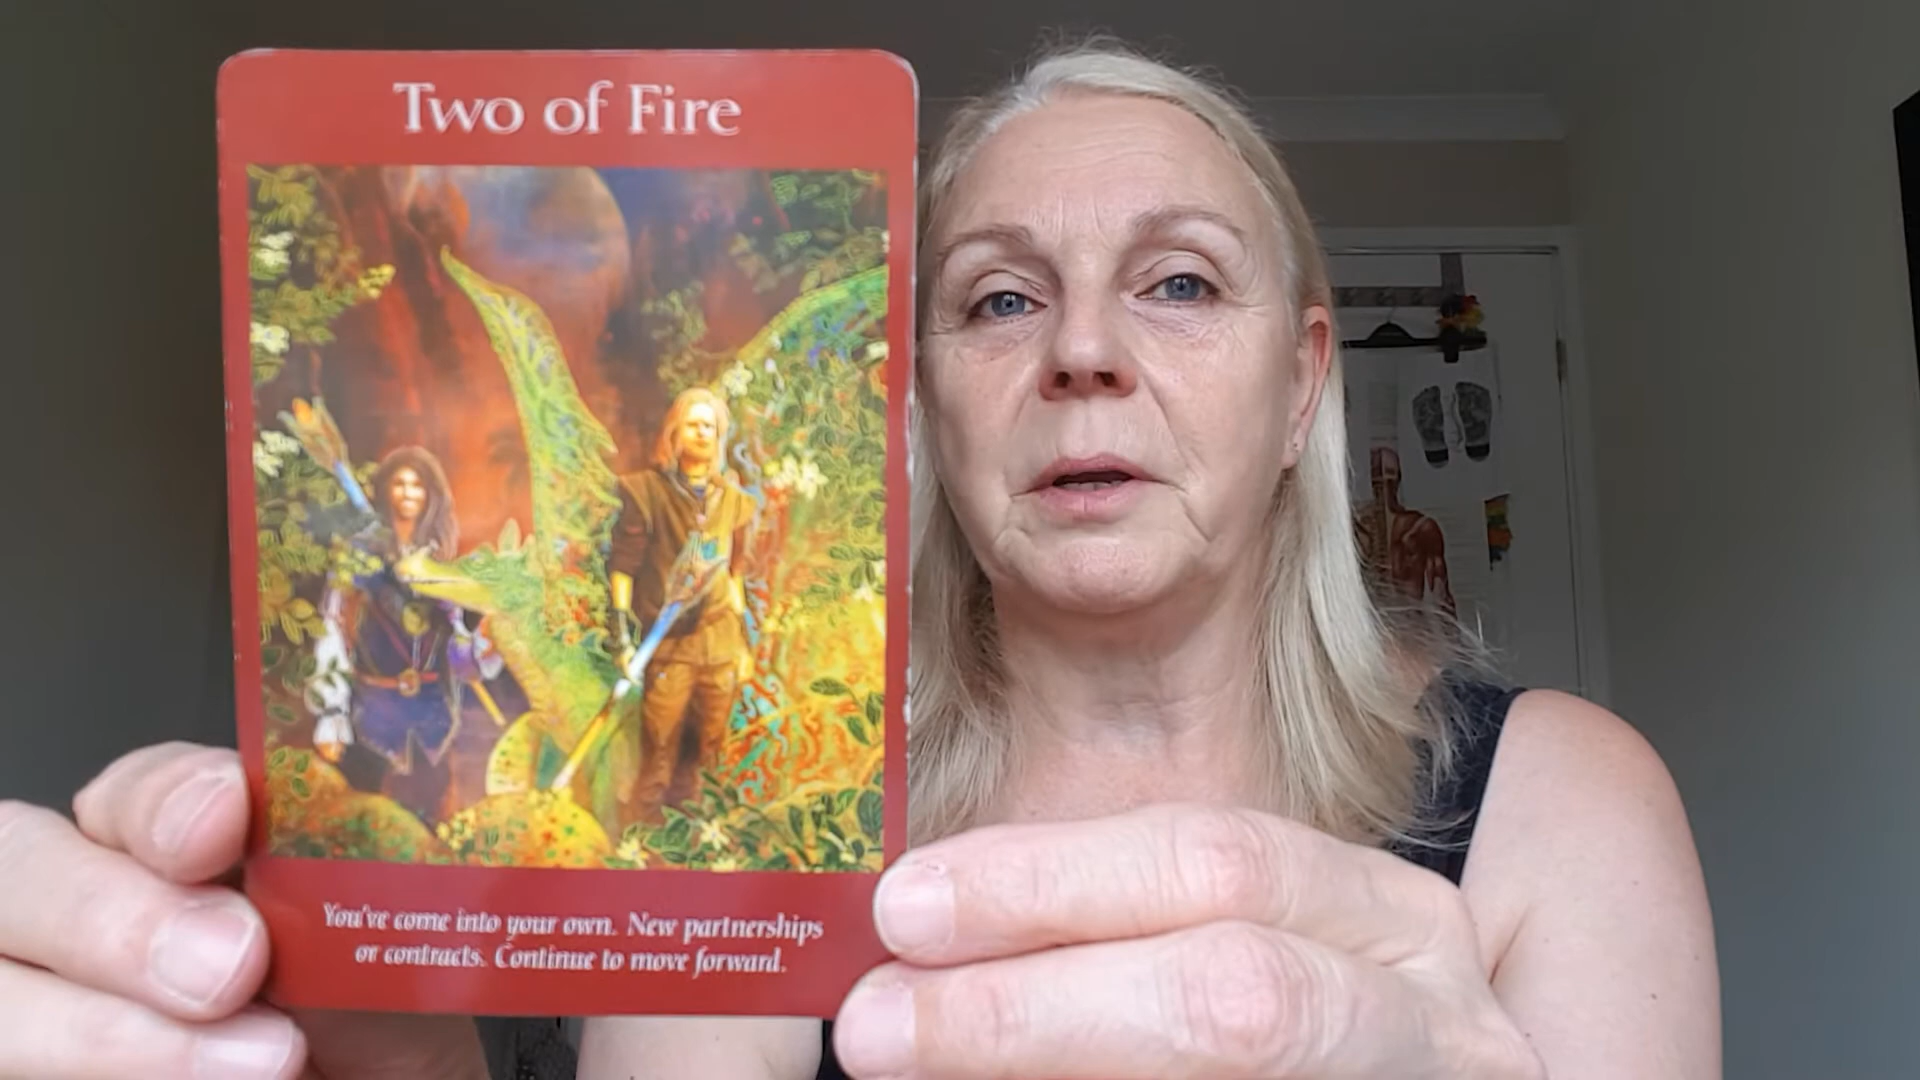 Two of Fire
You've come into your own. New partnerships
or contracts. Continue to move forward.